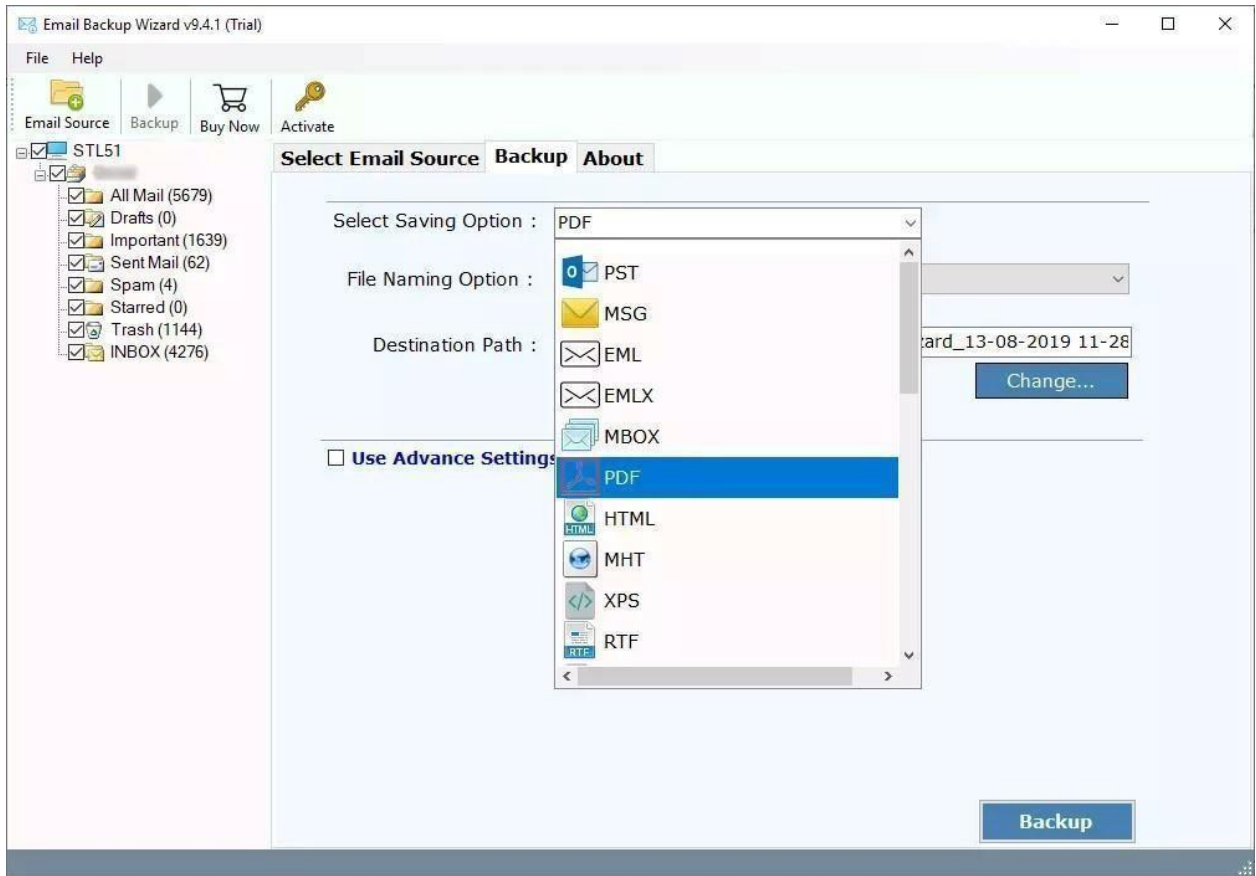 Email Backup Wizard v9.4.1 (Trial)
File Help
Email Source Backup Buy Now Activate
STL51
All Mail (5679)
Drafts (0)
Important (1639)
Sent Mail (62)
Spam (4)
Starred (0)
Trash (1144)
INBOX (4276)
Select Email Source Backup About
Select Saving Option : PDF
File Naming Option :
Destination Path : ard_13-08-2019 11-28
Change...
Use Advance Settings
PST
MSG
EML
EMLX
MBOX
PDF
HTML HTML
MHT
</> XPS
RTF RTF
Backup